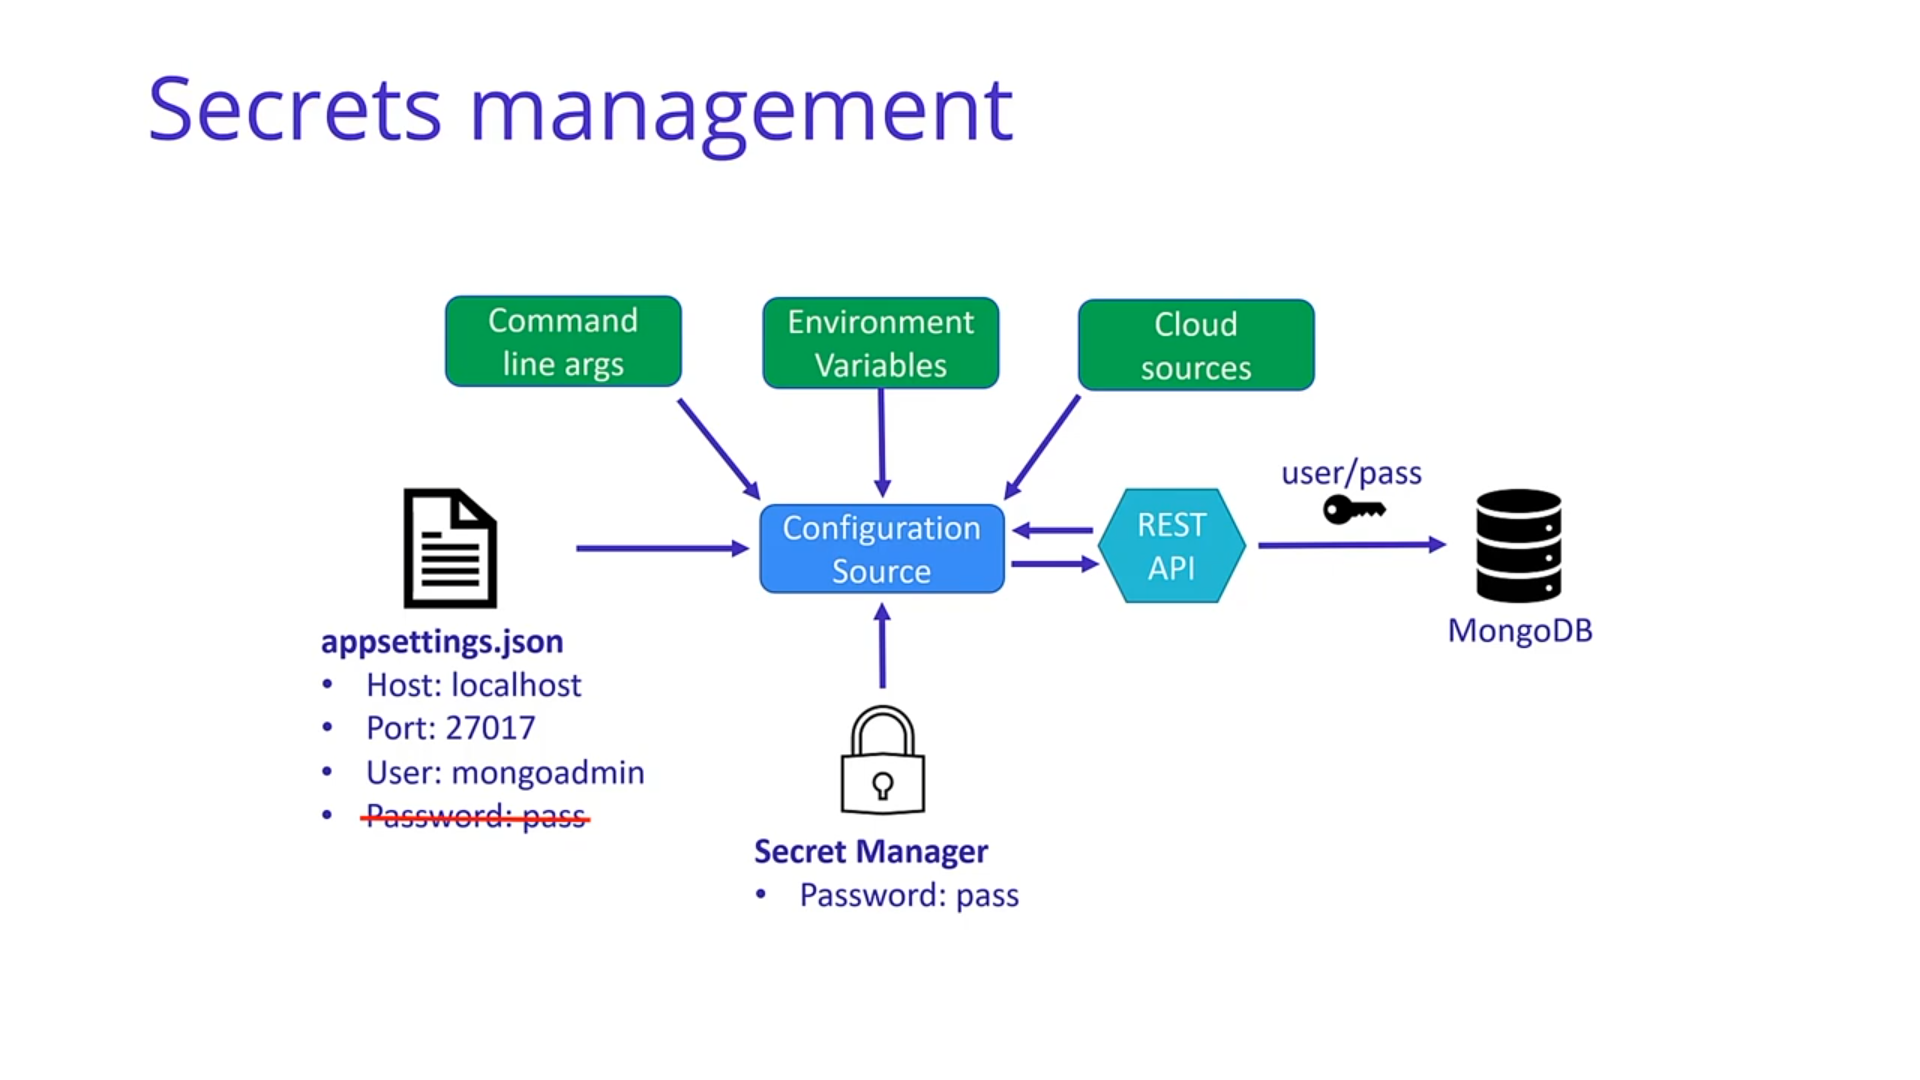 Secrets management
Command
line args
Environment
Variables
Cloud
sources
user/pass
Configuration
Source
REST
API
MongoDB
appsettings.json
• Host: localhost
• Port: 27017
• User: mongoadmin
• Password: pass
Secret Manager
• Password: pass